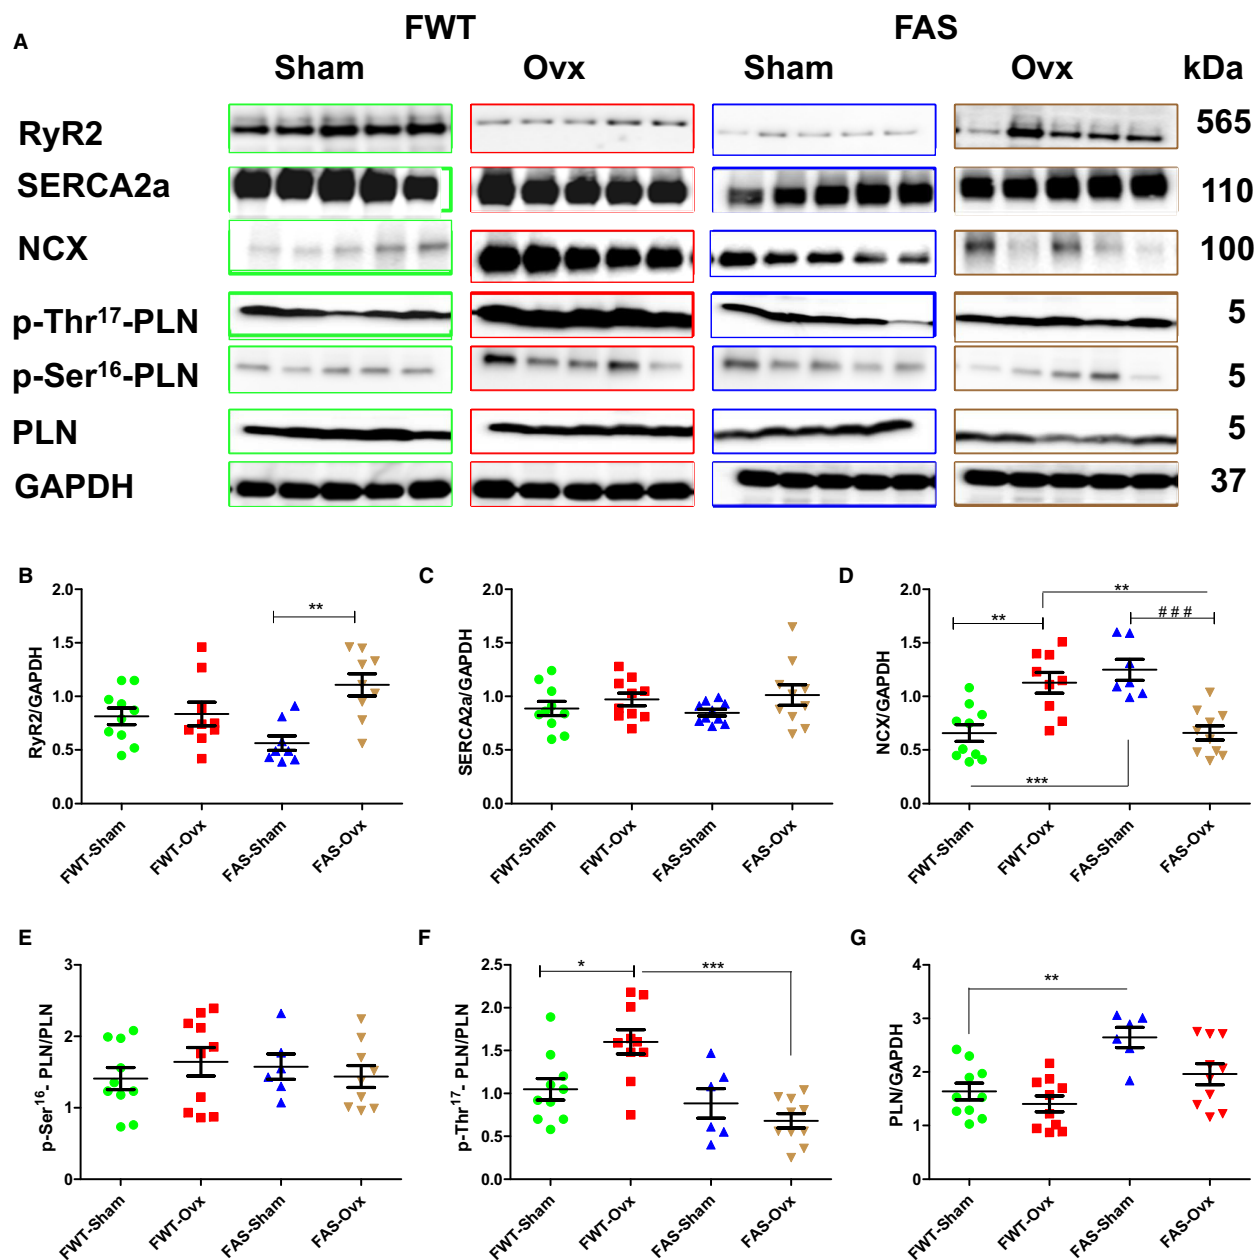 A
FWT FAS
Sham Ovx Sham Ovx kDa
RyR2 565
SERCA2a 110
NCX 100
p-Thr¹⁷-PLN 5
p-Ser¹⁶-PLN 5
PLN 5
GAPDH 37
B
RyR2/GAPDH
2.0
1.5
1.0
0.5
0.0
**
FWT-Sham FWT-Ovx FAS-Sham FAS-Ovx
C
SERCA2a/GAPDH
2.0
1.5
1.0
0.5
0.0
FWT-Sham FWT-Ovx FAS-Sham FAS-Ovx
D
NCX/GAPDH
2.0
1.5
1.0
0.5
0.0
**
** ###
***
FWT-Sham FWT-Ovx FAS-Sham FAS-Ovx
E
p-Ser¹⁶- PLN/PLN
3
2
1
0
FWT-Sham FWT-Ovx FAS-Sham FAS-Ovx
F
p-Thr¹⁷- PLN/PLN
2.5
2.0
1.5
1.0
0.5
0.0
* ***
FWT-Sham FWT-Ovx FAS-Sham FAS-Ovx
G
PLN/GAPDH
4
3
2
1
0
**
FWT-Sham FWT-Ovx FAS-Sham FAS-Ovx